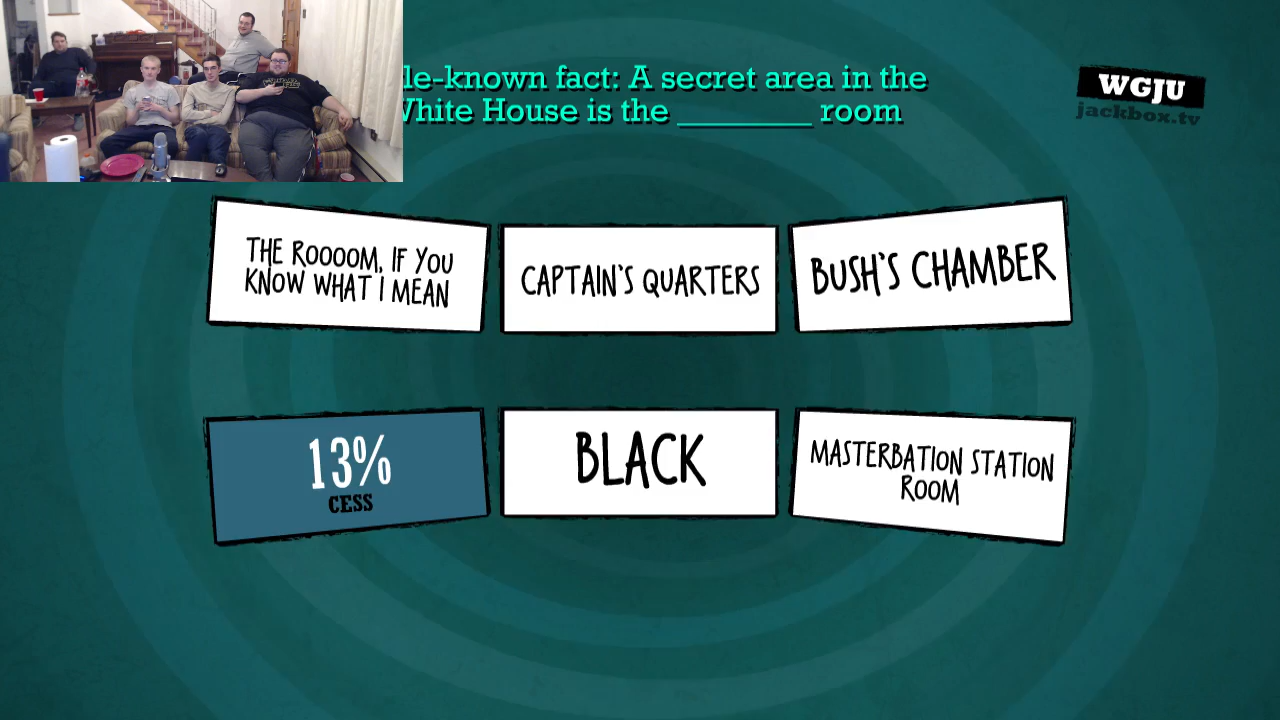 le-known fact: A secret area in the
White House is the ________ room
WGJU
jackbox.tv
THE ROOOOM, IF YOU
KNOW WHAT I MEAN
CAPTAIN'S QUARTERS
BUSH'S CHAMBER
13%
CESS
BLACK
MASTERBATION STATION
ROOM